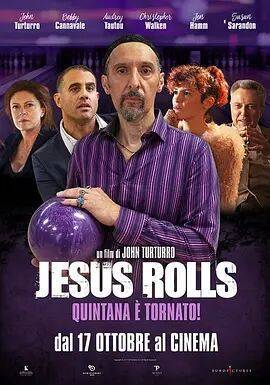 John Turturro
Bobby Cannavale
Audrey Tautou
Christopher Walken
Jon Hamm
Susan Sarandon
un film di JOHN TURTURRO
JESUS ROLLS
QUINTANA È TORNATO!
dal 17 OTTOBRE al CINEMA
EUROPICTURES